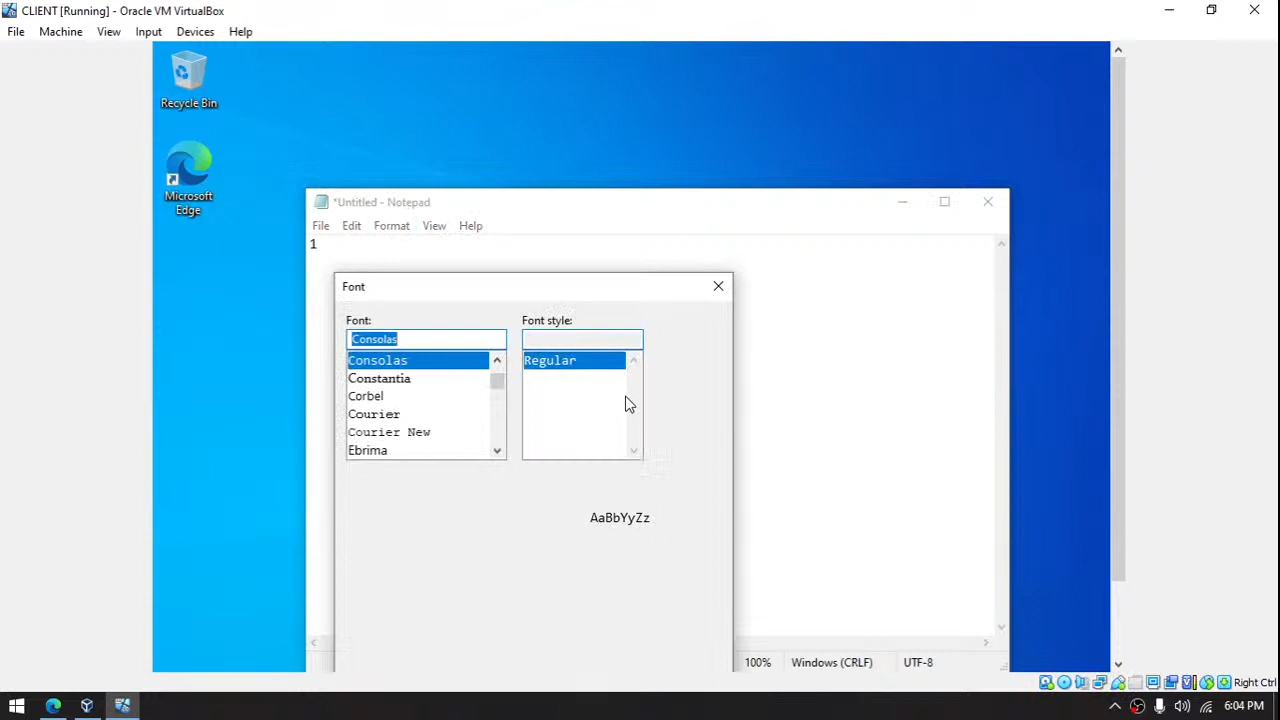 CLIENT [Running] - Oracle VM VirtualBox
File Machine View Input Devices Help
Recycle Bin
Microsoft
Edge
*Untitled - Notepad
File Edit Format View Help
1
Font
Font: Font style:
Consolas
Consolas Regular
Constantia
Corbel
Courier
Courier New
Ebrima
AaBbYyZz
100% Windows (CRLF) UTF-8
Right Ctrl
6:04 PM